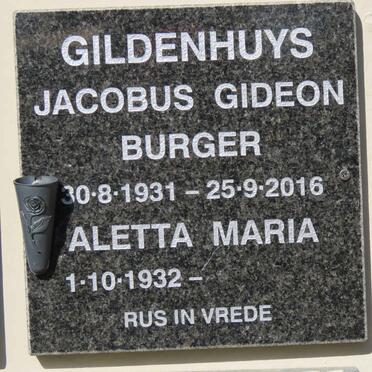 GILDENHUYS
JACOBUS GIDEON
BURGER
30·8·1931 – 25·9·2016
ALETTA MARIA
1·10·1932 –
RUS IN VREDE